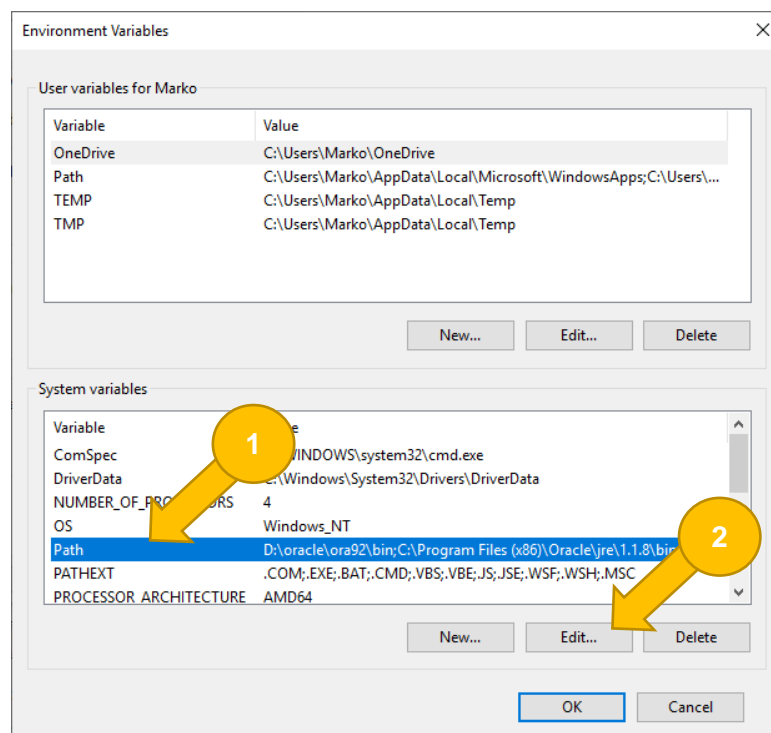 Environment Variables
User variables for Marko
Variable Value
OneDrive C:\Users\Marko\OneDrive
Path C:\Users\Marko\AppData\Local\Microsoft\WindowsApps;C:\Users\...
TEMP C:\Users\Marko\AppData\Local\Temp
TMP C:\Users\Marko\AppData\Local\Temp
New... Edit... Delete
System variables
Variable
1
ComSpec \WINDOWS\system32\cmd.exe
DriverData C:\Windows\System32\Drivers\DriverData
4
OS Windows_NT
Path D:\oracle\ora92\bin;C:\Program Files (x86)\Oracle\jre\1.1.8\bin
2
PATHEXT .COM;.EXE;.BAT;.CMD;.VBS;.VBE;.JS;.JSE;.WSF;.WSH;.MSC
PROCESSOR_ARCHITECTURE AMD64
New... Edit... Delete
OK Cancel